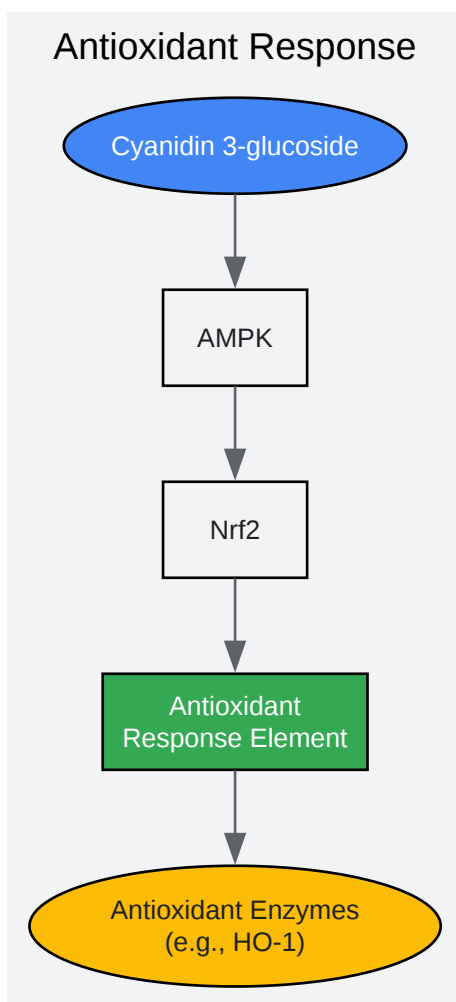 Antioxidant Response
Cyanidin 3-glucoside
AMPK
Nrf2
Antioxidant
Response Element
Antioxidant Enzymes
(e.g., HO-1)